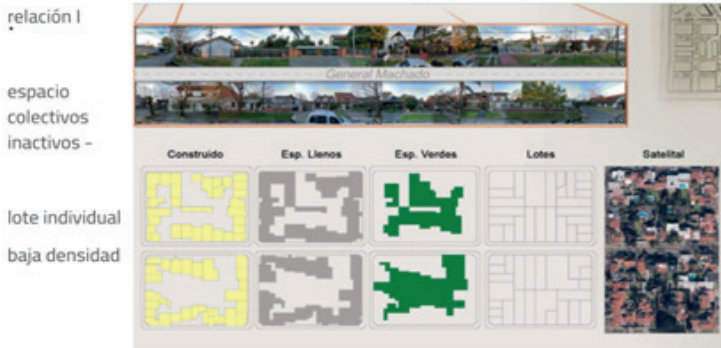 relación I
espacio
colectivos
inactivos -
lote individual
baja densidad
General Machado
Construido
Esp. Llenos
Esp. Verdes
Lotes
Satelital